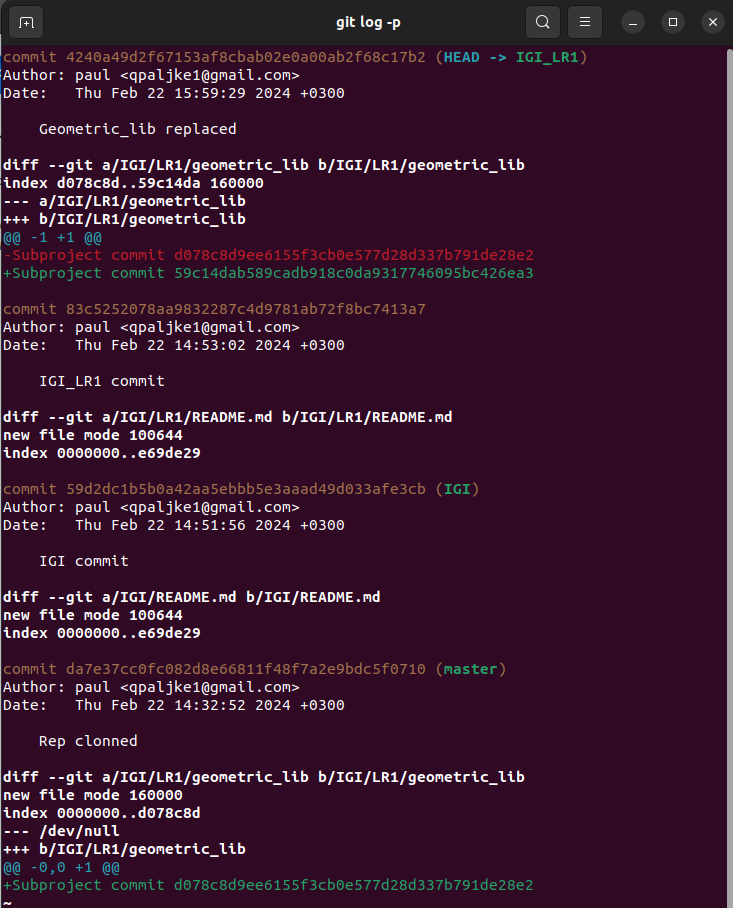 git log -p
commit 4240a49d2f67153af8cbab02e0a00ab2f68c17b2 (HEAD -> IGI_LR1)
Author: paul <qpaljke1@gmail.com>
Date:   Thu Feb 22 15:59:29 2024 +0300
    Geometric_lib replaced
diff --git a/IGI/LR1/geometric_lib b/IGI/LR1/geometric_lib
index d078c8d..59c14da 160000
--- a/IGI/LR1/geometric_lib
+++ b/IGI/LR1/geometric_lib
@@ -1 +1 @@
-Subproject commit d078c8d9ee6155f3cb0e577d28d337b791de28e2
+Subproject commit 59c14dab589cadb918c0da9317746095bc426ea3
commit 83c5252078aa9832287c4d9781ab72f8bc7413a7
Author: paul <qpaljke1@gmail.com>
Date:   Thu Feb 22 14:53:02 2024 +0300
    IGI_LR1 commit
diff --git a/IGI/LR1/README.md b/IGI/LR1/README.md
new file mode 100644
index 0000000..e69de29
commit 59d2dc1b5b0a42aa5ebbb5e3aaad49d033afe3cb (IGI)
Author: paul <qpaljke1@gmail.com>
Date:   Thu Feb 22 14:51:56 2024 +0300
    IGI commit
diff --git a/IGI/README.md b/IGI/README.md
new file mode 100644
index 0000000..e69de29
commit da7e37cc0fc082d8e66811f48f7a2e9bdc5f0710 (master)
Author: paul <qpaljke1@gmail.com>
Date:   Thu Feb 22 14:32:52 2024 +0300
    Rep clonned
diff --git a/IGI/LR1/geometric_lib b/IGI/LR1/geometric_lib
new file mode 160000
index 0000000..d078c8d
--- /dev/null
+++ b/IGI/LR1/geometric_lib
@@ -0,0 +1 @@
+Subproject commit d078c8d9ee6155f3cb0e577d28d337b791de28e2
~